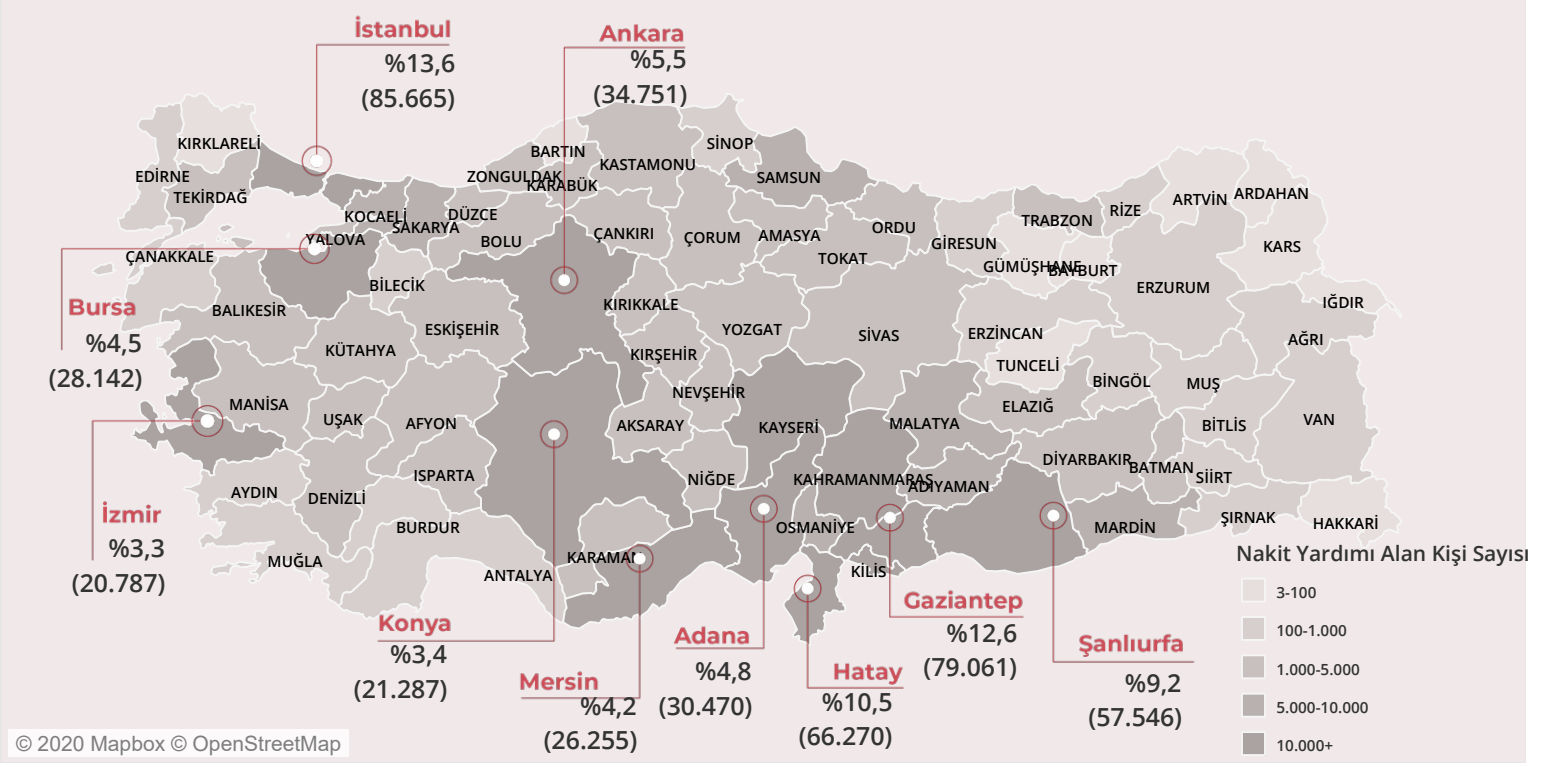 İstanbul
%13,6
(85.665)
Ankara
%5,5
(34.751)
KIRKLARELİ
EDİRNE
TEKİRDAĞ
BARTIN
ZONGULDAK
KARABÜK
KASTAMONU
SİNOP
SAMSUN
KOCAELİ
SAKARYA
DÜZCE
BOLU
YALOVA
ÇANKIRI
ÇORUM
AMASYA
TOKAT
ORDU
GİRESUN
TRABZON
RİZE
ARTVİN
ARDAHAN
GÜMÜŞHANE
BAYBURT
KARS
ÇANAKKALE
BİLECİK
ERZURUM
IĞDIR
Bursa
%4,5
(28.142)
BALIKESİR
ESKİŞEHİR
KÜTAHYA
KIRIKKALE
YOZGAT
SİVAS
ERZİNCAN
AĞRI
KIRŞEHİR
TUNCELİ
BİNGÖL
MUŞ
NEVŞEHİR
MANİSA
UŞAK
AFYON
AKSARAY
KAYSERİ
MALATYA
ELAZIĞ
BİTLİS
VAN
ISPARTA
NİĞDE
KAHRAMANMARAŞ
ADIYAMAN
DİYARBAKIR
BATMAN
SİİRT
AYDIN
DENİZLİ
BURDUR
OSMANİYE
MARDİN
ŞIRNAK
HAKKARİ
İzmir
%3,3
(20.787)
MUĞLA
ANTALYA
KARAMAN
KİLİS
Konya
%3,4
(21.287)
Mersin
%4,2
(26.255)
Adana
%4,8
(30.470)
Hatay
%10,5
(66.270)
Gaziantep
%12,6
(79.061)
Şanlıurfa
%9,2
(57.546)
Nakit Yardımı Alan Kişi Sayısı
3-100
100-1.000
1.000-5.000
5.000-10.000
10.000+
© 2020 Mapbox © OpenStreetMap